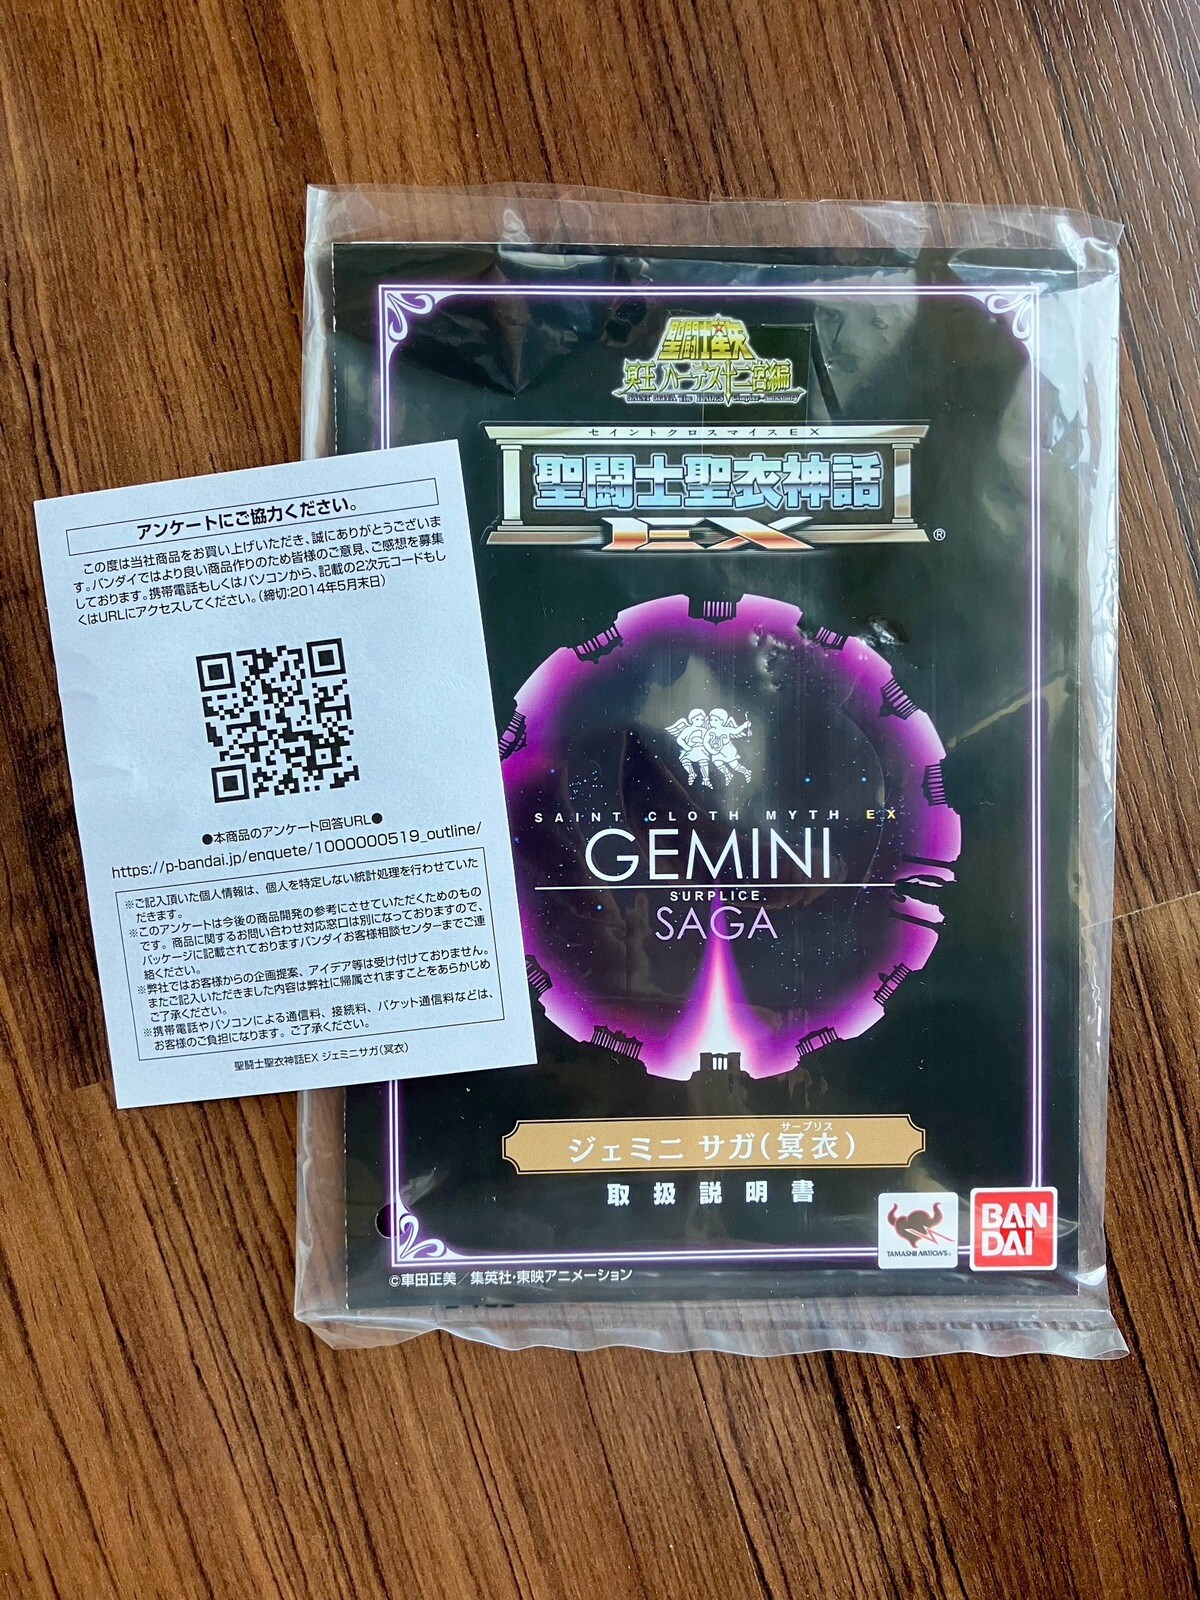 アンケートにご協力ください。
この度は当社商品をお買い上げいただき、誠にありがとうございま
す。バンダイではより良い商品作りのため皆様のご意見、ご感想を募集
しております。携帯電話もしくはパソコンから、記載の2次元コードもし
くはURLにアクセスしてください。(締切:2014年5月末日)
●本商品のアンケート回答URL●
https://p-bandai.jp/enquete/1000000519_outline/
※ご記入頂いた個人情報は、個人を特定しない統計処理を行わせていた
だきます。
※このアンケートは今後の商品開発の参考にさせていただくためのもの
です。商品に関するお問い合わせ対応窓口は別になっておりますので、
パッケージに記載されておりますバンダイお客様相談センターまでご連
絡ください。
※弊社ではお客様からの企画提案、アイデア等は受け付けておりません。
またご記入いただきました内容は弊社に帰属されますことをあらかじめ
ご了承ください。
※携帯電話やパソコンによる通信料、接続料、パケット通信料などは、
お客様のご負担になります。ご了承ください。
聖闘士聖衣神話EX ジェミニサガ(冥衣)
聖闘士星矢
冥王 ハーデス十二宮編
SAINT SEIYA The HADES Chapter-Sanctuary
セイントクロスマイスEX
聖闘士聖衣神話
EX®
SAINT CLOTH MYTH EX
GEMINI
SURPLICE
SAGA
サープリス
ジェミニ サガ(冥衣)
取扱説明書
TAMASHII NATIONS
BAN
DAI
©車田正美/集英社・東映アニメーション